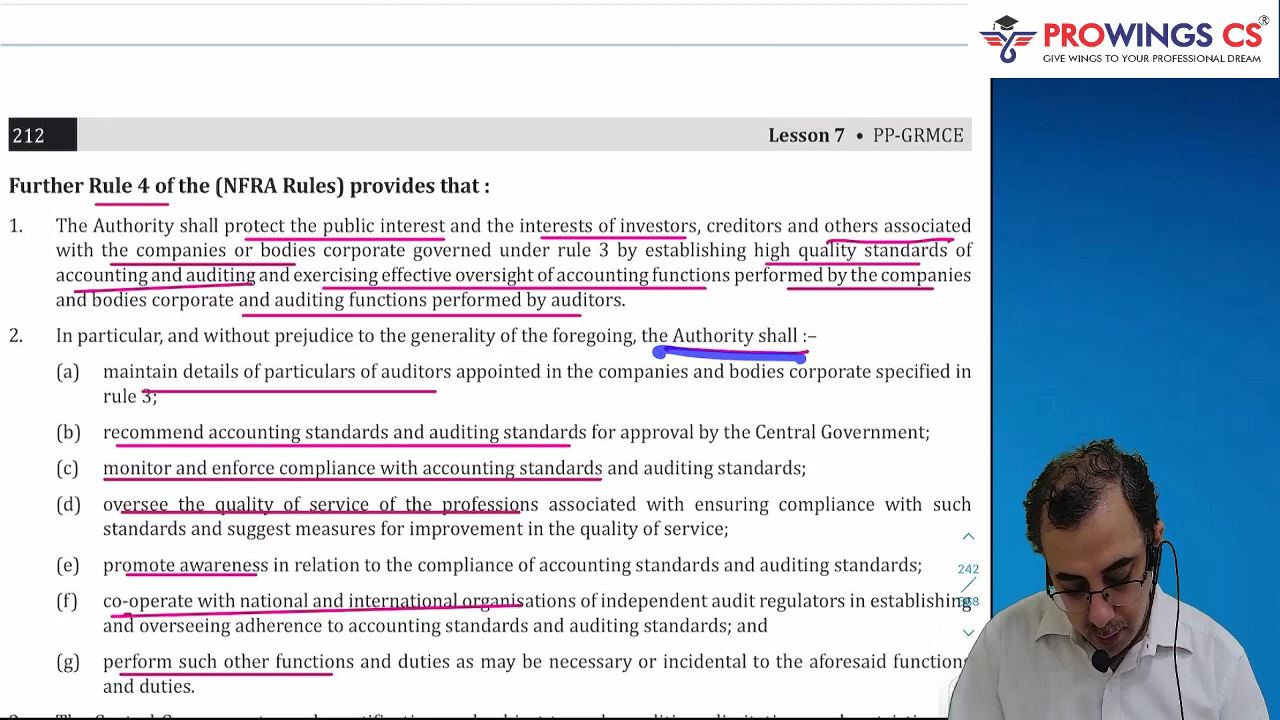 PROWINGS CS®
GIVE WINGS TO YOUR PROFESSIONAL DREAM
212
Lesson 7 • PP-GRMCE
Further Rule 4 of the (NFRA Rules) provides that :
1. The Authority shall protect the public interest and the interests of investors, creditors and others associated
with the companies or bodies corporate governed under rule 3 by establishing high quality standards of
accounting and auditing and exercising effective oversight of accounting functions performed by the companies
and bodies corporate and auditing functions performed by auditors.
2. In particular, and without prejudice to the generality of the foregoing, the Authority shall :–
(a) maintain details of particulars of auditors appointed in the companies and bodies corporate specified in
rule 3;
(b) recommend accounting standards and auditing standards for approval by the Central Government;
(c) monitor and enforce compliance with accounting standards and auditing standards;
(d) oversee the quality of service of the professions associated with ensuring compliance with such
standards and suggest measures for improvement in the quality of service;
(e) promote awareness in relation to the compliance of accounting standards and auditing standards;
242
(f) co-operate with national and international organisations of independent audit regulators in establishing
and overseeing adherence to accounting standards and auditing standards; and
(g) perform such other functions and duties as may be necessary or incidental to the aforesaid function
and duties.